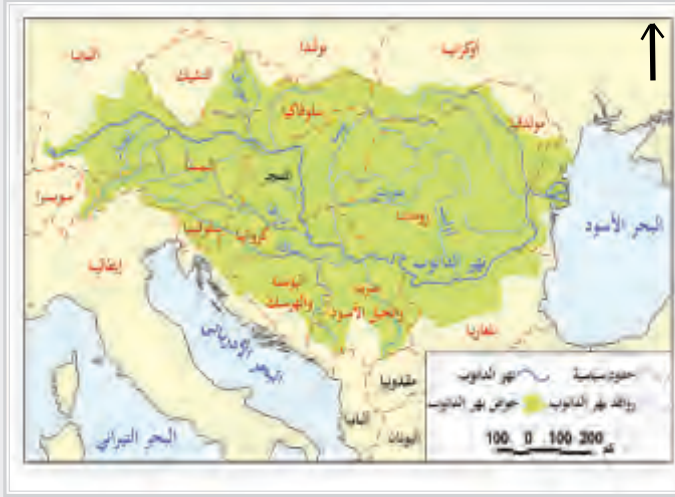 ألمانيا
التشيك
بولندا
أوكرانيا
مولدافيا
سلوفاكيا
النمسا
المجر
سويسرا
رومانيا
سلوفينيا
كرواتيا
البحر الأسود
إيطاليا
نهر الدانوب
البوسنة
والهرسك
صربيا
والجبل الأسود
بلغاريا
البحر الأدرياتي
مقدونيا
ألبانيا
اليونان
البحر التيراني
حدود سياسية
نهر الدانوب
روافد نهر الدانوب
حوض نهر الدانوب
100 0 100 200
كم